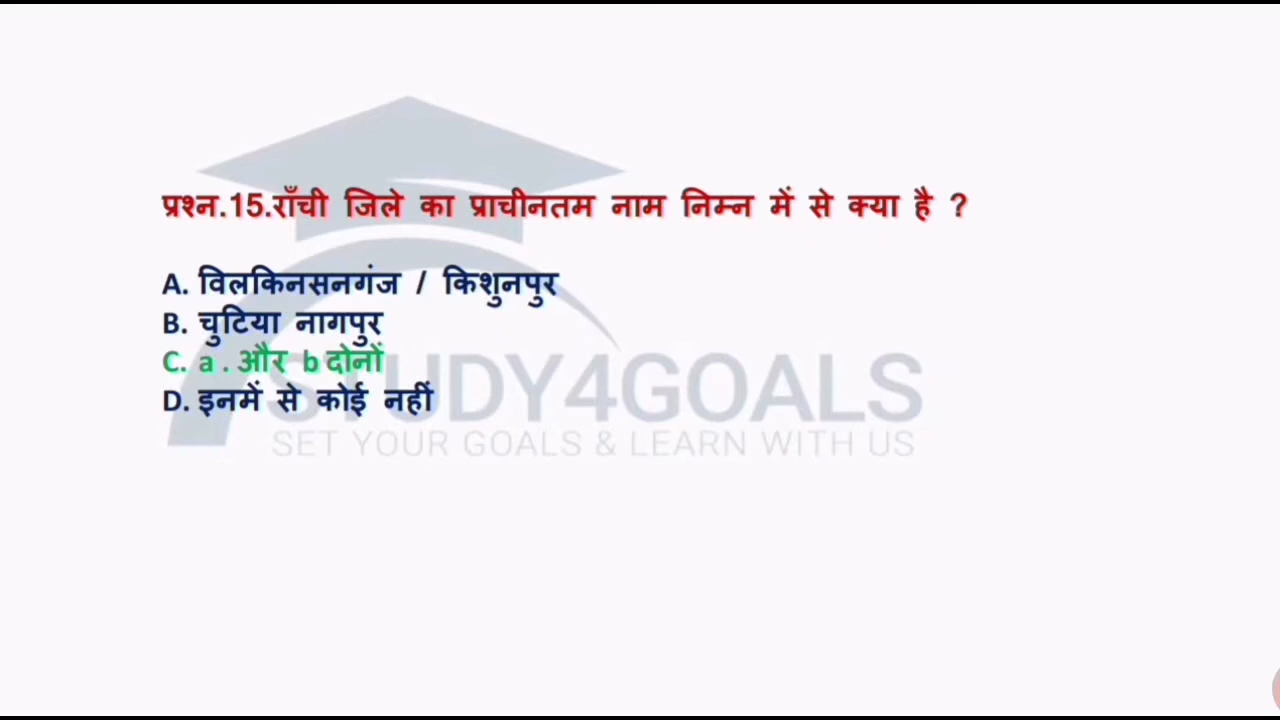 प्रश्न.15.राँची जिले का प्राचीनतम नाम निम्न में से क्या है ?
A. विलकिनसनगंज / किशुनपुर
B. चुटिया नागपुर
C. a . और b दोनों
D. इनमें से कोई नहीं
STUDY4GOALS
SET YOUR GOALS & LEARN WITH US